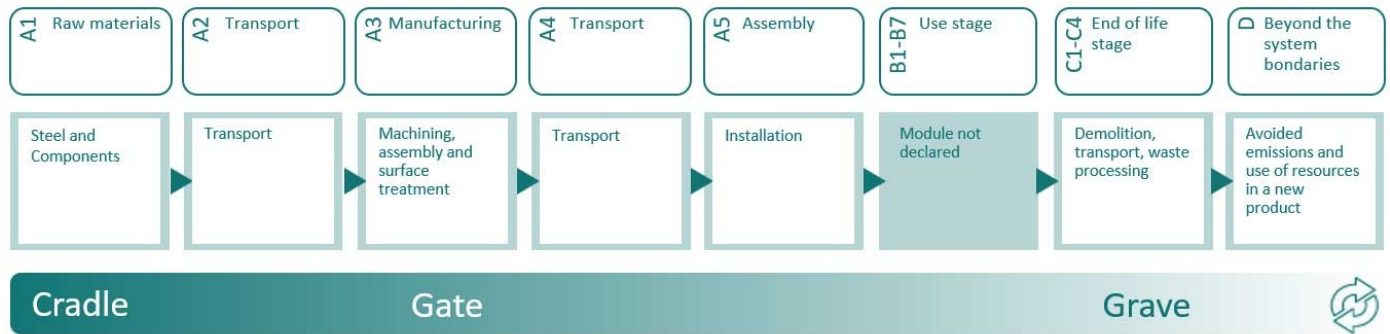 A1 Raw materials
A2 Transport
A3 Manufacturing
A4 Transport
A5 Assembly
B1-B7 Use stage
C1-C4 End of life
stage
D Beyond the
system
bondaries
Steel and
Components
Transport
Machining,
assembly and
surface
treatment
Transport
Installation
Module not
declared
Demolition,
transport, waste
processing
Avoided
emissions and
use of resources
in a new
product
Cradle
Gate
Grave